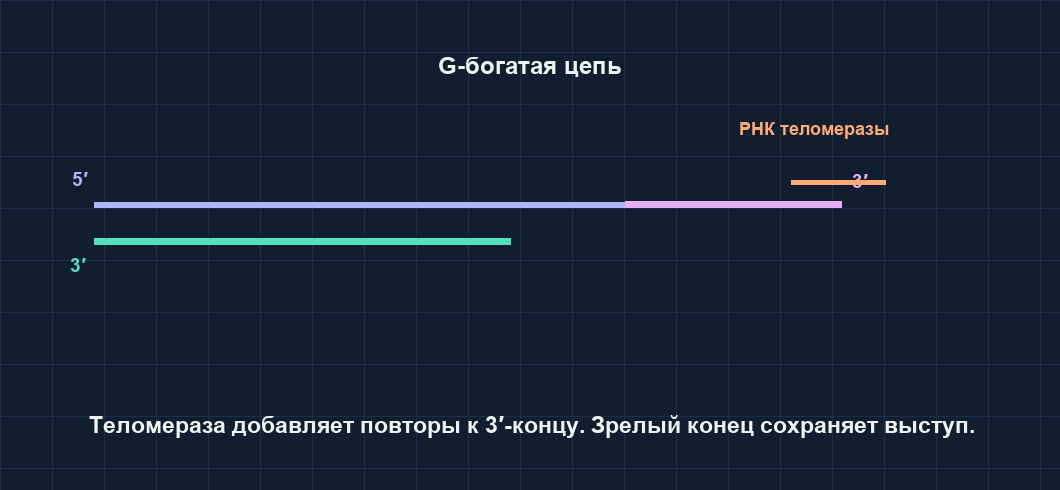 G-богатая цепь
РНК теломеразы
5′
3′
3′
Теломераза добавляет повторы к 3′-концу. Зрелый конец сохраняет выступ.